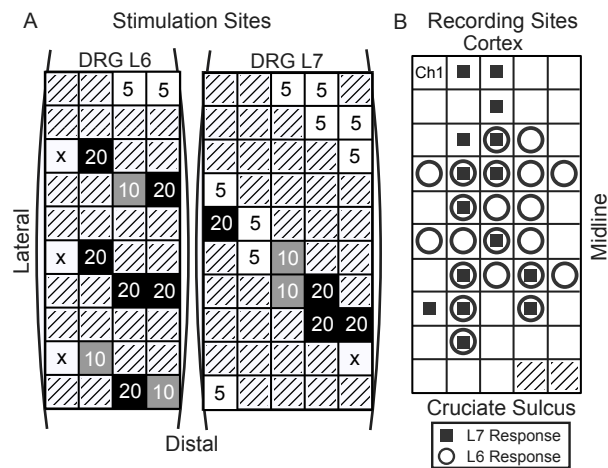 A Stimulation Sites
DRG L6
DRG L7
5 5
5 5
5 5
x 20
5
10 20
5
20 5
x 20
5 10
20 20
10 20
20 20
x 10
x
20 10
5
Lateral
Distal
B Recording Sites
Cortex
Ch1
Midline
Cruciate Sulcus
L7 Response
L6 Response